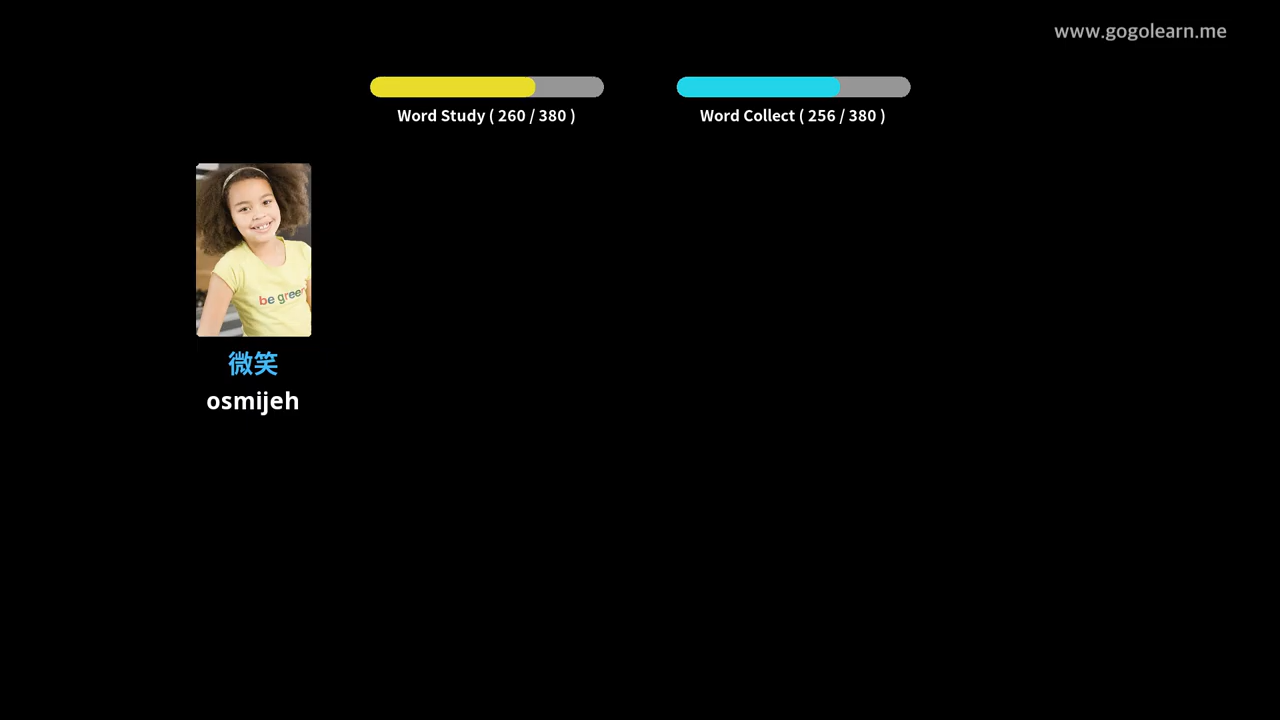 www.gogolearn.me
Word Study ( 260 / 380 )
Word Collect ( 256 / 380 )
be green
微笑
osmijeh